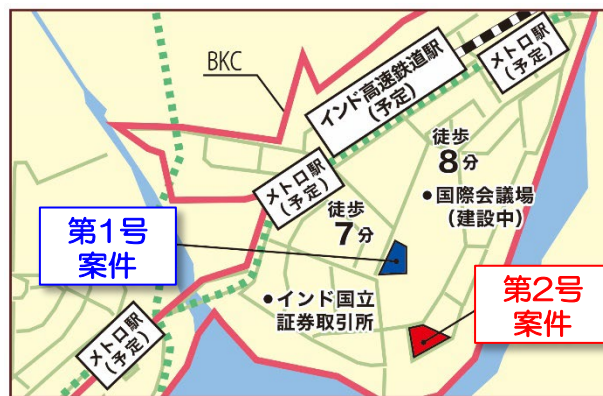 BKC
インド高速鉄道駅
(予定)
メトロ駅
(予定)
徒歩
8分
●国際会議場
(建設中)
メトロ駅
(予定)
徒歩
7分
第1号
案件
●インド国立
証券取引所
第2号
案件
メトロ駅
(予定)